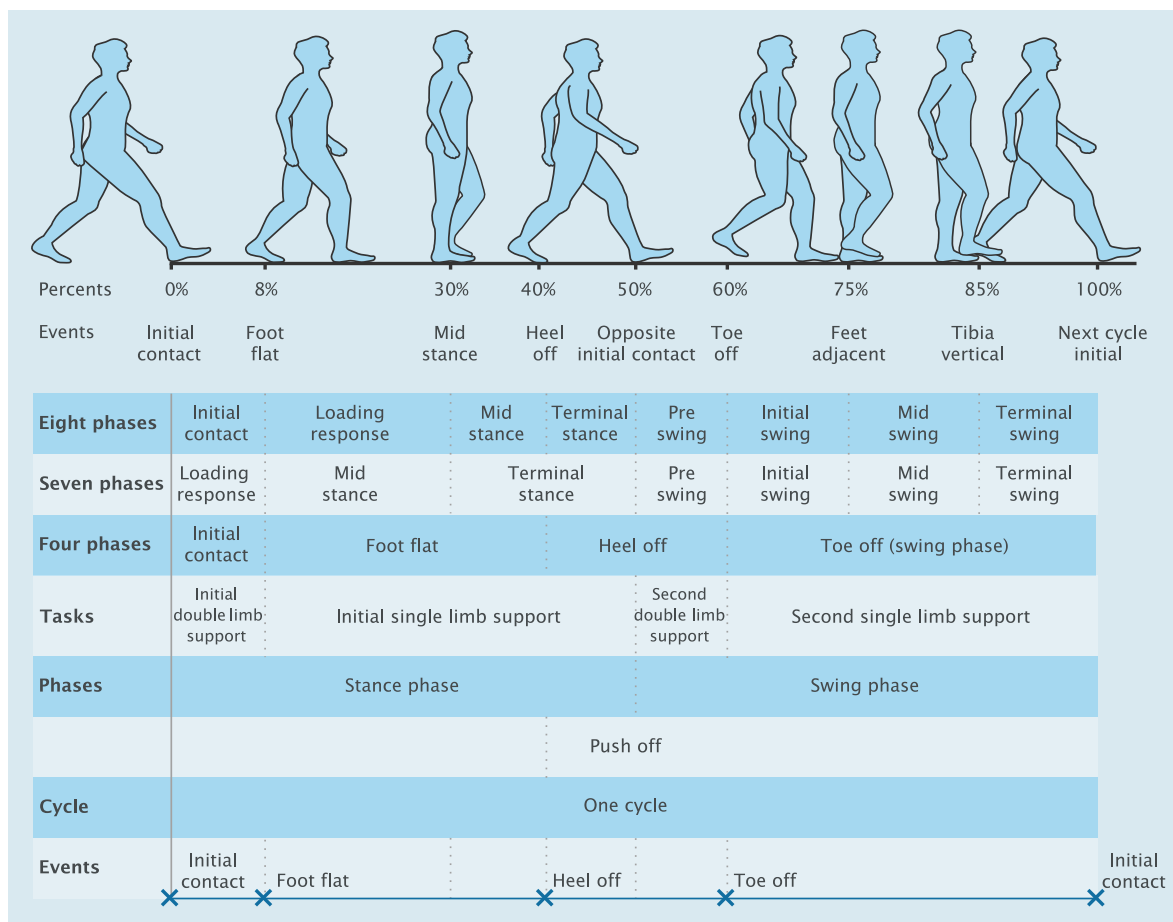 Percents 0% 8% 30% 40% 50% 60% 75% 85% 100%
Events Initial Foot Mid Heel Opposite Toe Feet Tibia Next cycle
contact flat stance off initial contact off adjacent vertical initial
Initial Loading Mid Terminal Pre Initial Mid Terminal
Eight phases
contact response stance stance swing swing swing swing
Loading Mid Terminal Pre Initial Mid Terminal
Seven phases
response stance stance swing swing swing swing
Initial
Four phases Foot flat Heel off Toe off (swing phase)
contact
Initial Second
Tasks double limb Initial single limb support double limb Second single limb support
support support
Phases Stance phase Swing phase
Push off
Cycle One cycle
Events Initial Initial
contact Foot flat Heel off Toe off contact